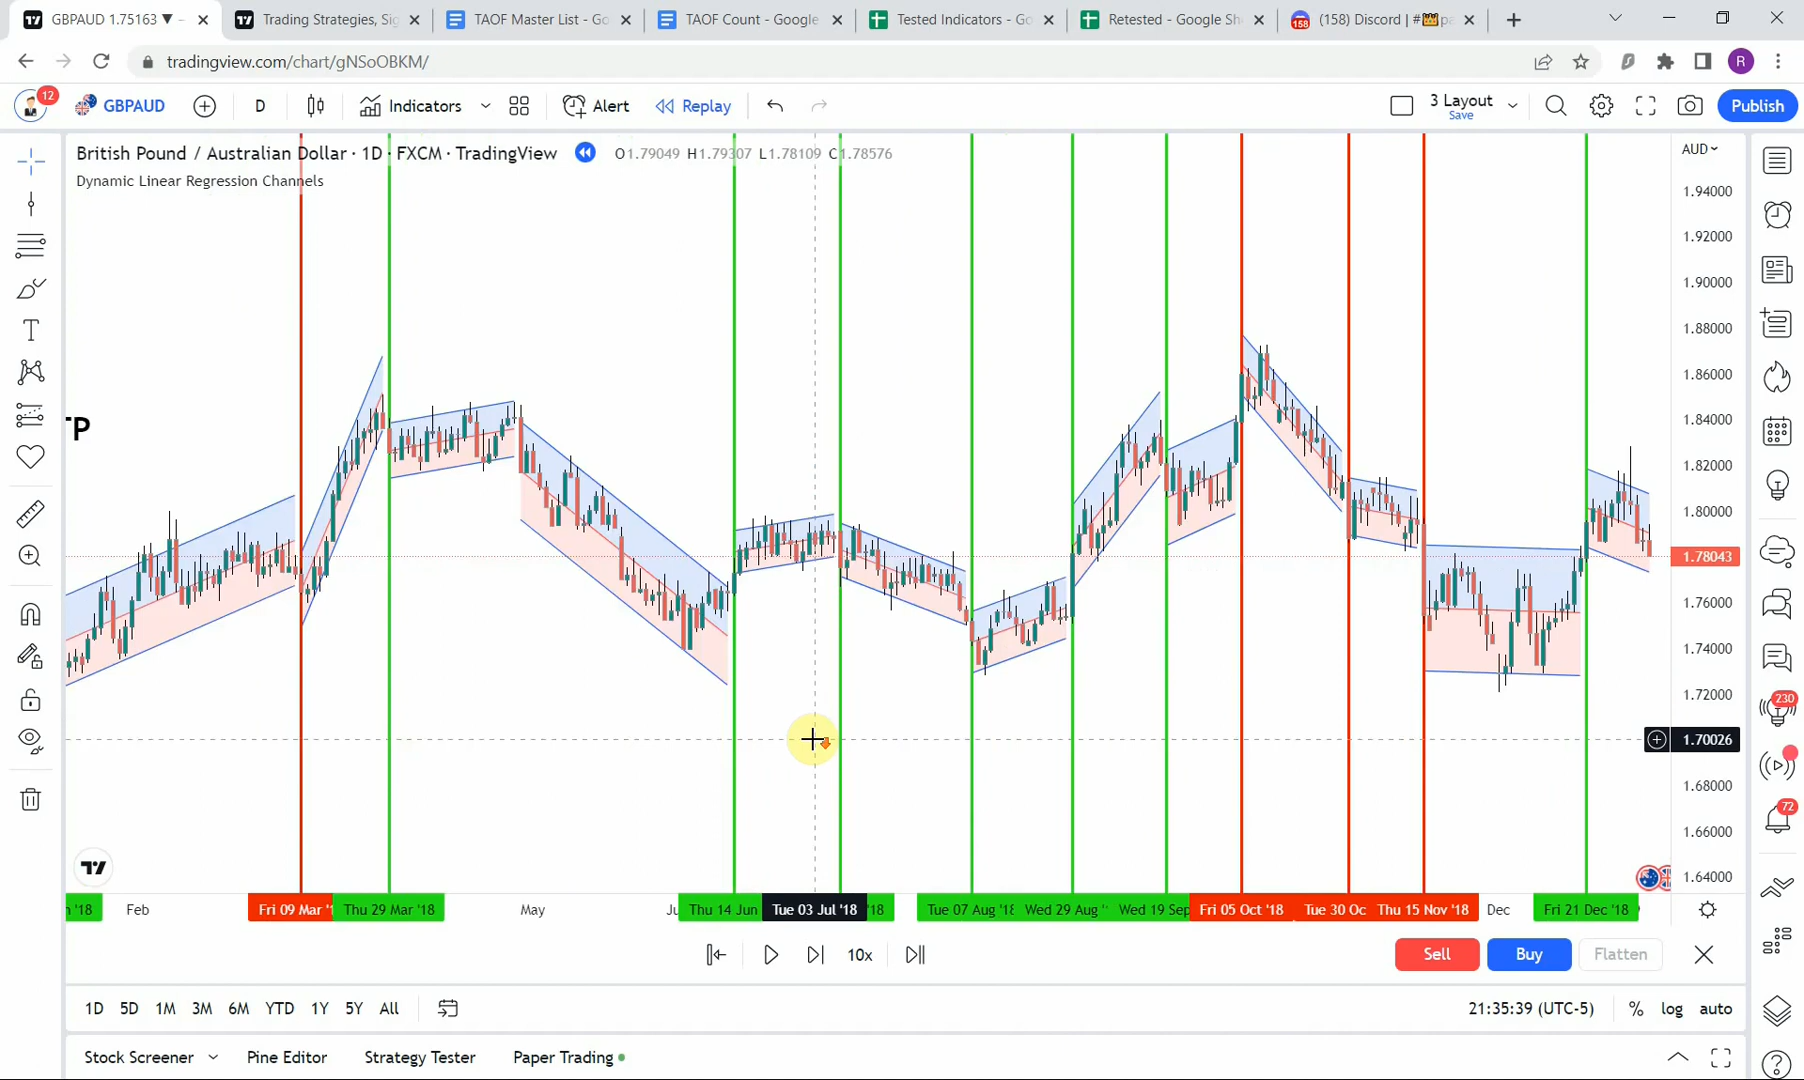 GBPAUD 1.75163 ▼
Trading Strategies, Sig
TAOF Master List - Go
TAOF Count - Google
Tested Indicators - Go
Retested - Google She
(158) Discord | #
tradingview.com/chart/gNSoOBKM/
R
12
GBPAUD
D
Indicators
Alert
Replay
3 Layout
Save
Publish
British Pound / Australian Dollar · 1D · FXCM · TradingView
O1.79049 H1.79307 L1.78109 C1.78576
Dynamic Linear Regression Channels
AUD
1.94000
1.92000
1.90000
1.88000
1.86000
1.84000
1.82000
1.80000
1.78043
1.76000
1.74000
1.72000
1.70026
1.68000
1.66000
1.64000
TP
230
72
'18
Feb
Fri 09 Mar '1
Thu 29 Mar '18
May
Thu 14 Jun
Tue 03 Jul '18
'18
Tue 07 Aug '18
Wed 29 Aug '
Wed 19 Sep
Fri 05 Oct '18
Tue 30 Oc
Thu 15 Nov '18
Dec
Fri 21 Dec '18
10x
Sell
Buy
Flatten
1D 5D 1M 3M 6M YTD 1Y 5Y All
21:35:39 (UTC-5)
% log auto
Stock Screener
Pine Editor
Strategy Tester
Paper Trading